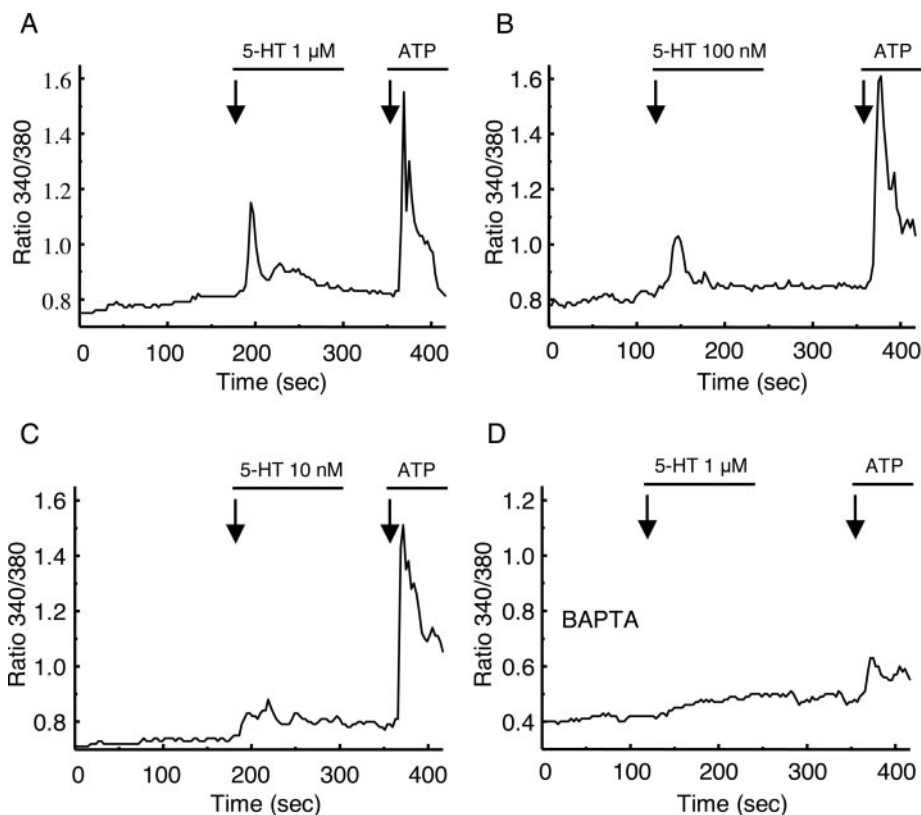 A
5-HT 1 µM
ATP
1.6
1.4
1.2
1.0
0.8
Ratio 340/380
0 100 200 300 400
Time (sec)
B
5-HT 100 nM
ATP
1.6
1.4
1.2
1.0
0.8
Ratio 340/380
0 100 200 300 400
Time (sec)
C
5-HT 10 nM
ATP
1.6
1.4
1.2
1.0
0.8
Ratio 340/380
0 100 200 300 400
Time (sec)
D
5-HT 1 µM
ATP
1.2
1.0
0.8
0.6
0.4
Ratio 340/380
BAPTA
0 100 200 300 400
Time (sec)